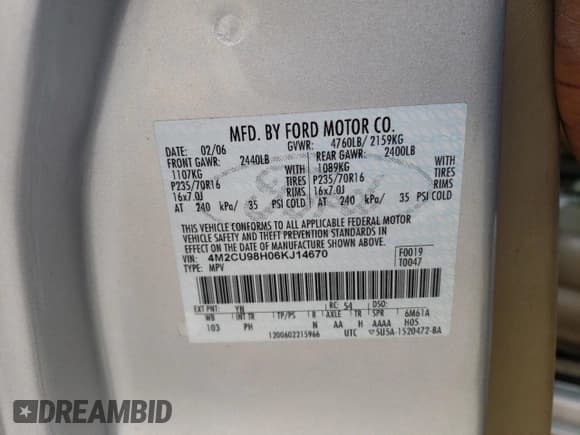 MFD. BY FORD MOTOR CO.
DATE: 02/06 GVWR: 4760LB/ 2159KG
FRONT GAWR: 2440LB REAR GAWR: 2400LB
1107KG 1089KG
P235/70R16 TIRES P235/70R16 TIRES
16x7.0J RIMS 16x7.0J RIMS
AT 240 kPa/ 35 PSI COLD AT 240 kPa/ 35 PSI COLD
THIS VEHICLE CONFORMS TO ALL APPLICABLE FEDERAL MOTOR
VEHICLE SAFETY AND THEFT PREVENTION STANDARDS IN
EFFECT ON THE DATE OF MANUFACTURE SHOWN ABOVE.
VIN: 4M2CU98H06KJ14670 F0019
TYPE: MPV T0047
EXT PNT: YN RC: 54 DSO:
WB INT TR TP/PS R AXLE TR SPR 6M61A
103 PH N AA H AAAA H05
1200602215966 UTC 5U5A-1520472-BA
DREAMBID